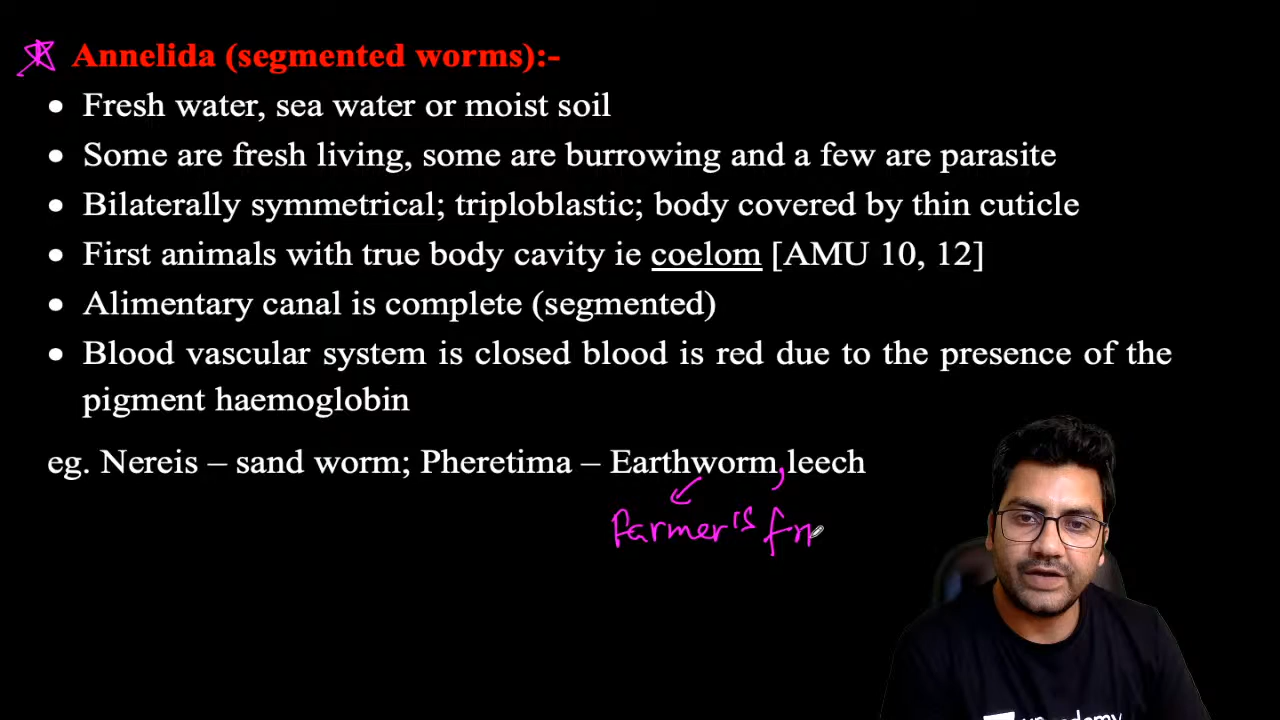 Annelida (segmented worms):-
• Fresh water, sea water or moist soil
• Some are fresh living, some are burrowing and a few are parasite
• Bilaterally symmetrical; triploblastic; body covered by thin cuticle
• First animals with true body cavity ie coelom [AMU 10, 12]
• Alimentary canal is complete (segmented)
• Blood vascular system is closed blood is red due to the presence of the
pigment haemoglobin
eg. Nereis – sand worm; Pheretima – Earthworm,leech
Farmer is